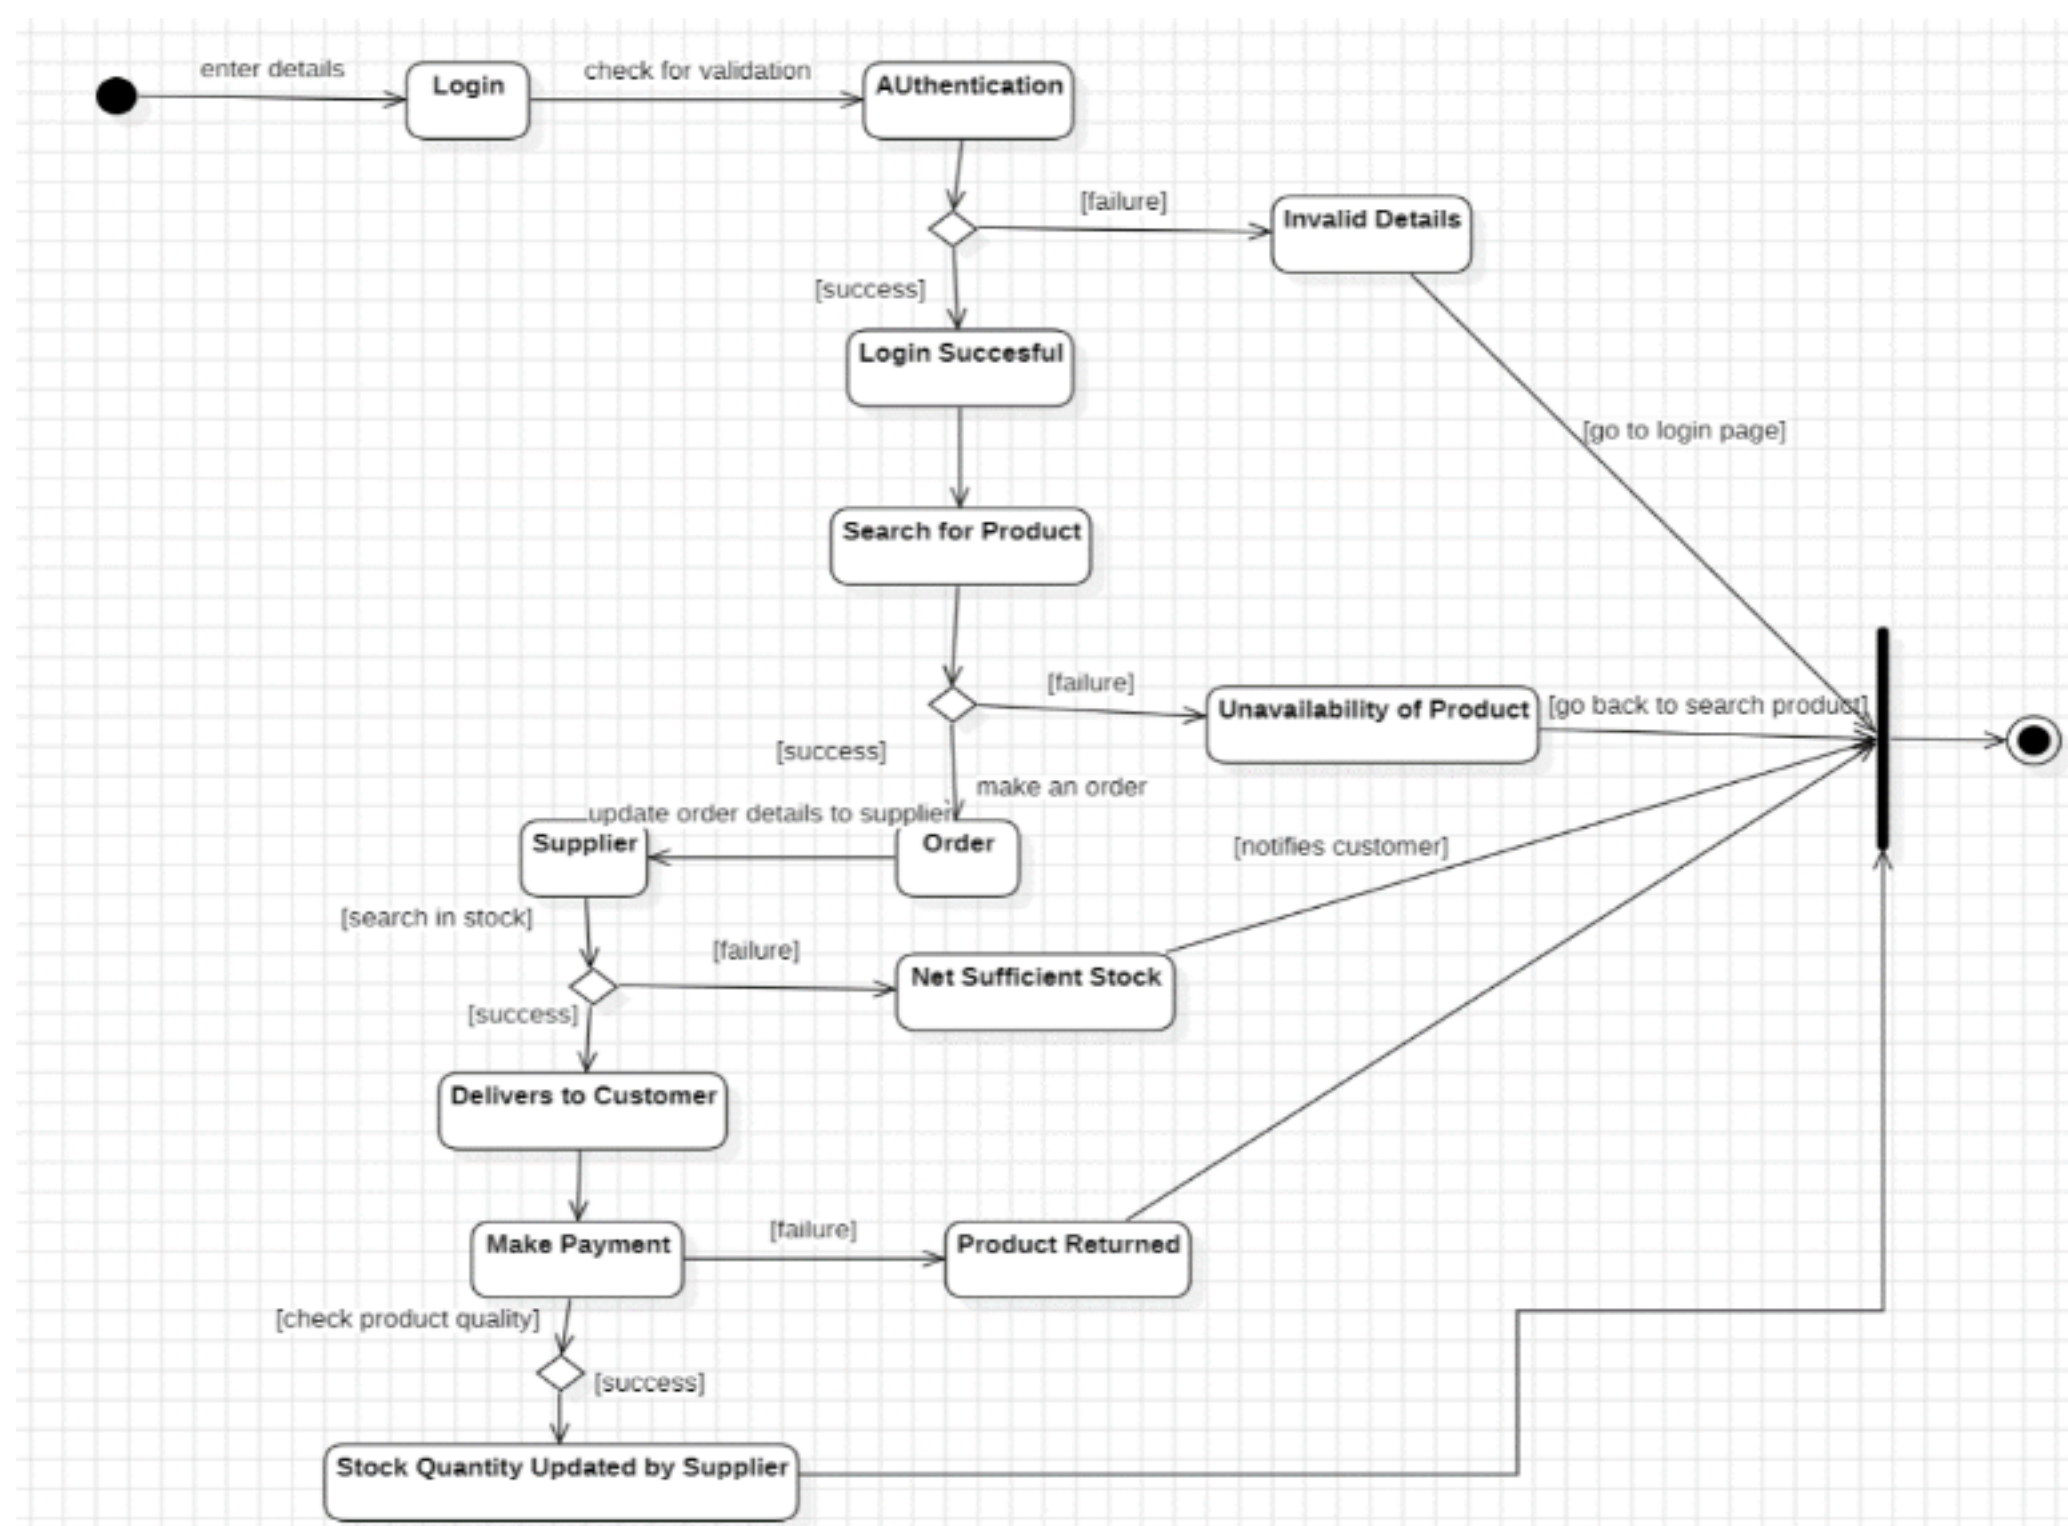 enter details
Login
check for validation
AUthentication
[failure]
Invalid Details
[success]
Login Succesful
[go to login page]
Search for Product
[failure]
Unavailability of Product
[go back to search product]
[success]
make an order
update order details to supplier
Supplier
Order
[notifies customer]
[search in stock]
[failure]
Net Sufficient Stock
[success]
Delivers to Customer
Make Payment
[failure]
Product Returned
[check product quality]
[success]
Stock Quantity Updated by Supplier